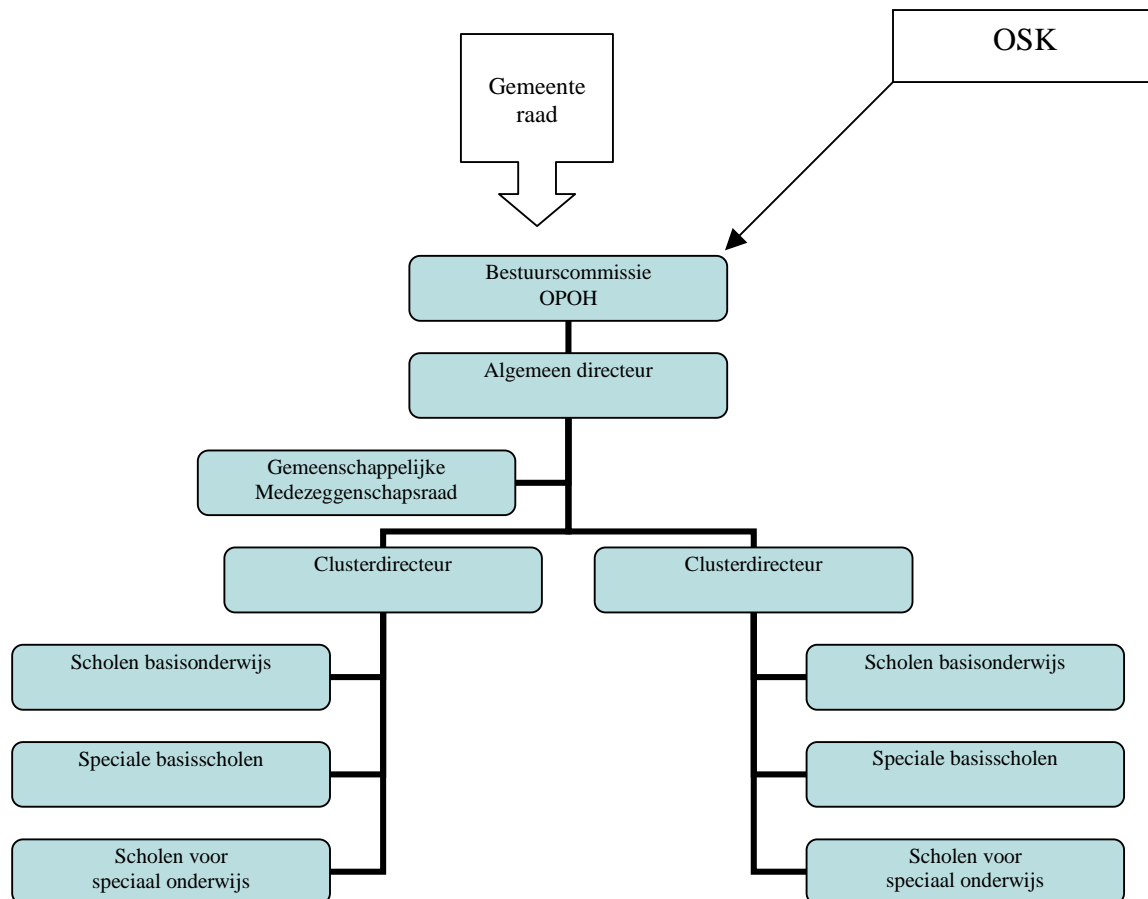 OSK
Gemeente
raad
Bestuurscommissie
OPOH
Algemeen directeur
Gemeenschappelijke
Medezeggenschapsraad
Clusterdirecteur
Clusterdirecteur
Scholen basisonderwijs
Scholen basisonderwijs
Speciale basisscholen
Speciale basisscholen
Scholen voor
speciaal onderwijs
Scholen voor
speciaal onderwijs